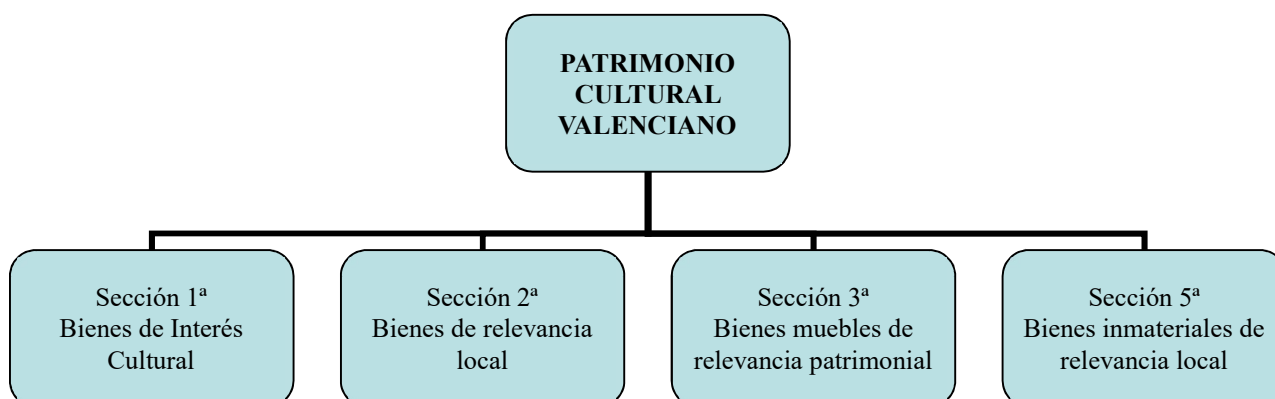 PATRIMONIO
CULTURAL
VALENCIANO
Sección 1ª
Bienes de Interés
Cultural
Sección 2ª
Bienes de relevancia
local
Sección 3ª
Bienes muebles de
relevancia patrimonial
Sección 5ª
Bienes inmateriales de
relevancia local